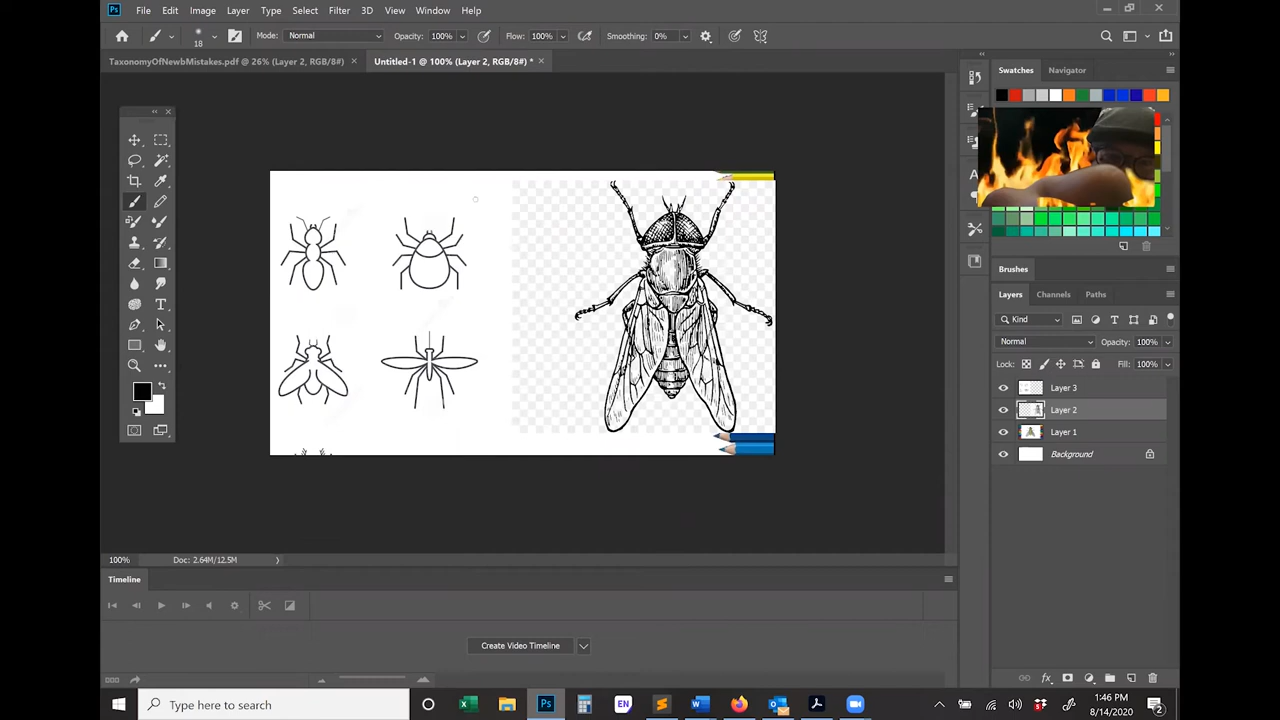 Ps File Edit Image Layer Type Select Filter 3D View Window Help
18 Mode: Normal Opacity: 100% Flow: 100% Smoothing: 0%
TaxonomyOfNewbMistakes.pdf @ 26% (Layer 2, RGB/8#) × Untitled-1 @ 100% (Layer 2, RGB/8#) * ×
Swatches Navigator
Brushes
Layers Channels Paths
Kind
Normal Opacity: 100%
Lock: Fill: 100%
Layer 3
Layer 2
Layer 1
Background
100% Doc: 2.64M/12.5M
Timeline
Create Video Timeline
Type here to search
1:46 PM
8/14/2020
2